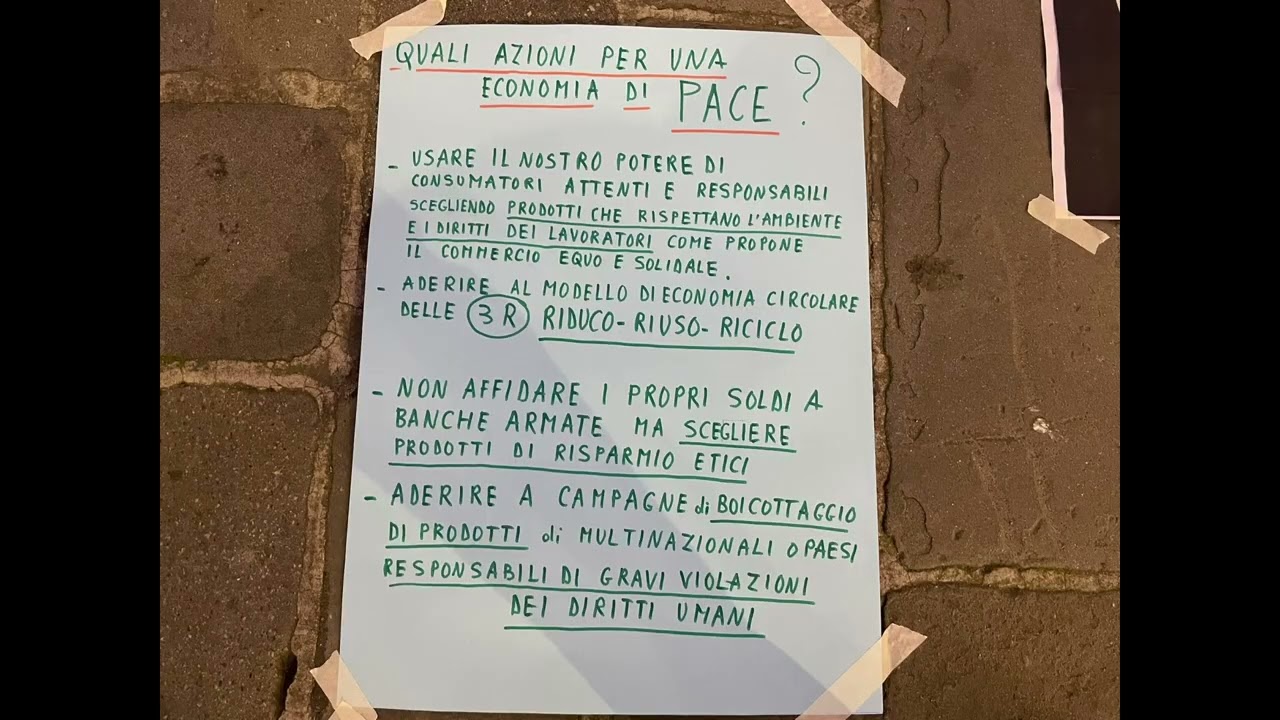 QUALI AZIONI PER UNA
ECONOMIA DI PACE ?
- USARE IL NOSTRO POTERE DI
CONSUMATORI ATTENTI E RESPONSABILI
SCEGLIENDO PRODOTTI CHE RISPETTANO L'AMBIENTE
E I DIRITTI DEI LAVORATORI COME PROPONE
IL COMMERCIO EQUO E SOLIDALE.
- ADERIRE AL MODELLO DI ECONOMIA CIRCOLARE
DELLE 3R RIDUCO-RIUSO-RICICLO
- NON AFFIDARE I PROPRI SOLDI A
BANCHE ARMATE MA SCEGLIERE
PRODOTTI DI RISPARMIO ETICI
- ADERIRE A CAMPAGNE di BOICOTTAGGIO
DI PRODOTTI di MULTINAZIONALI O PAESI
RESPONSABILI DI GRAVI VIOLAZIONI
DEI DIRITTI UMANI